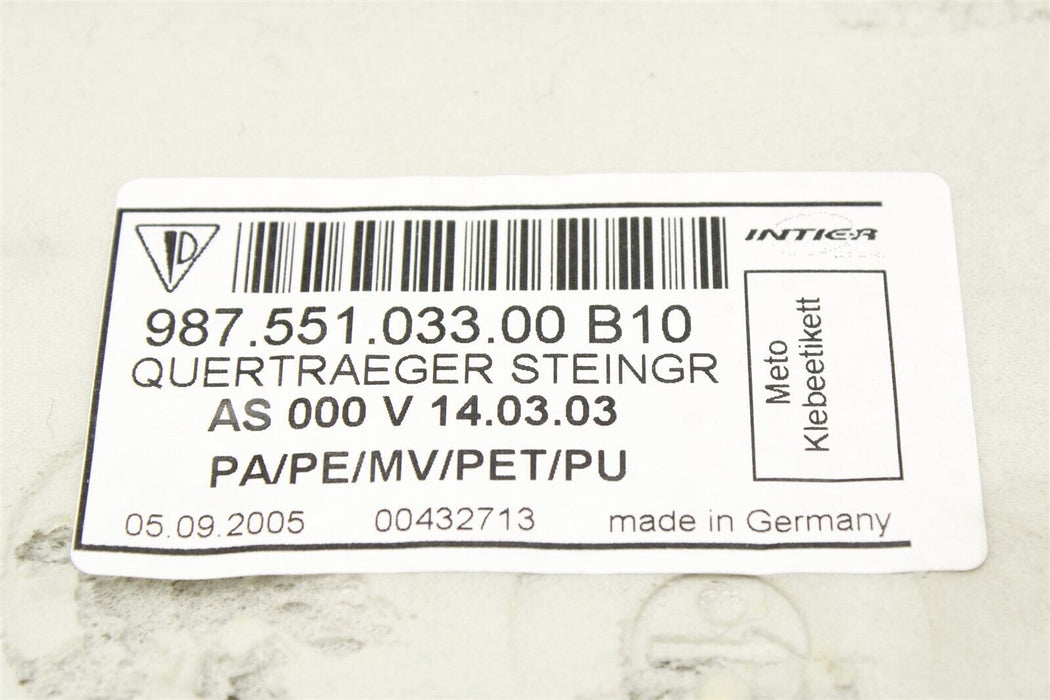 INTIER
987.551.033.00 B10
QUERTRAEGER STEINGR
AS 000 V 14.03.03
PA/PE/MV/PET/PU
05.09.2005 00432713 made in Germany
Meto
Klebeetikett